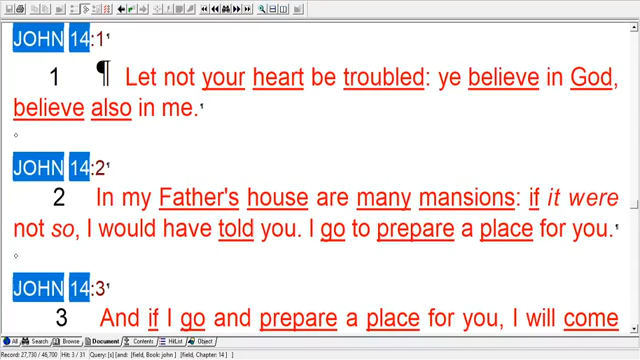 JOHN 14:1
1 ¶ Let not your heart be troubled: ye believe in God,
believe also in me.
JOHN 14:2
2 In my Father's house are many mansions: if it were
not so, I would have told you. I go to prepare a place for you.
JOHN 14:3
3 And if I go and prepare a place for you, I will come
All Search Browse Document Contents HitList Object
Record: 27,730 / 46,700 Hit: 3 / 31 Query: [s] [and: [field, Book: john] [field, Chapter: 14]